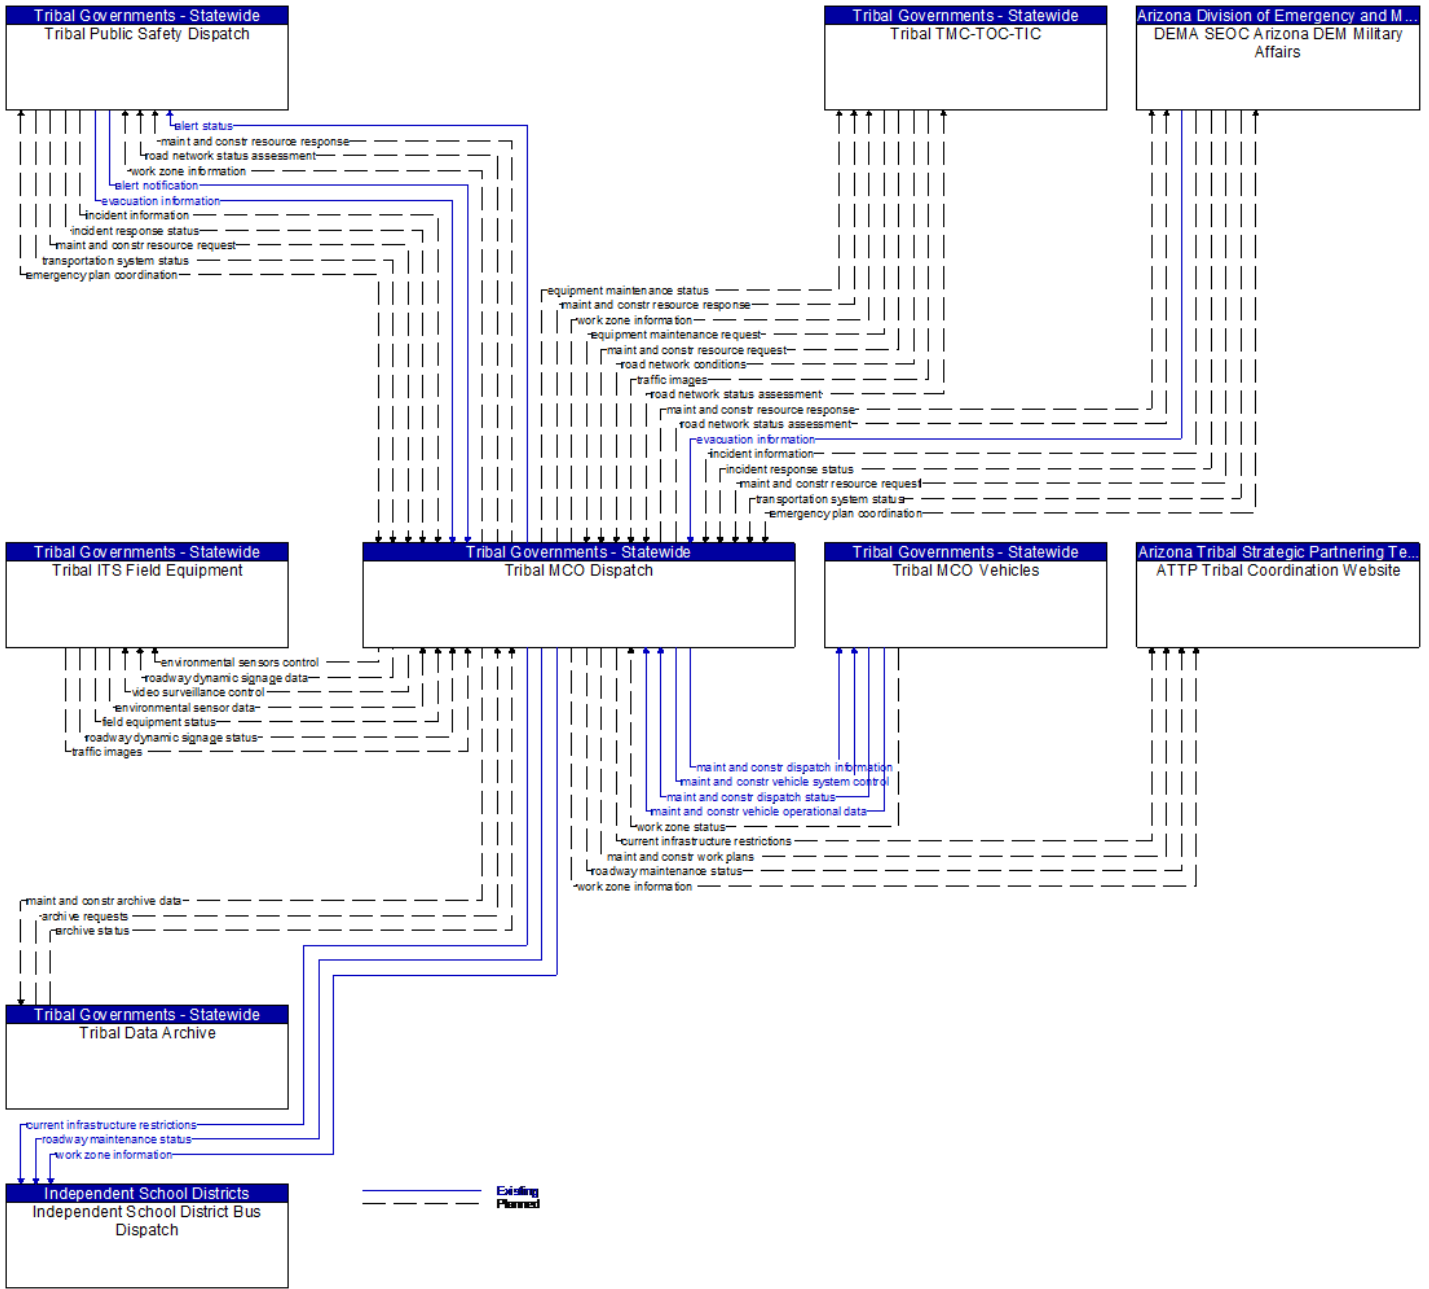 Tribal Governments - Statewide
Tribal Public Safety Dispatch
Tribal Governments - Statewide
Tribal TMC-TOC-TIC
Arizona Division of Emergency and M...
DEMA SEOC Arizona DEM Military
Affairs
alert status
maint and constr resource response
road network status assessment
work zone information
alert notification
evacuation information
incident information
incident response status
maint and constr resource request
transportation system status
emergency plan coordination
equipment maintenance status
maint and constr resource response
work zone information
equipment maintenance request
maint and constr resource request
road network conditions
traffic images
road network status assessment
maint and constr resource response
road network status assessment
evacuation information
incident information
incident response status
maint and constr resource request
transportation system status
emergency plan coordination
Tribal Governments - Statewide
Tribal ITS Field Equipment
Tribal Governments - Statewide
Tribal MCO Dispatch
Tribal Governments - Statewide
Tribal MCO Vehicles
Arizona Tribal Strategic Partnering Te...
ATTP Tribal Coordination Website
environmental sensors control
roadway dynamic signage data
video surveillance control
environmental sensor data
field equipment status
roadway dynamic signage status
traffic images
maint and constr dispatch information
maint and constr vehicle system control
maint and constr dispatch status
maint and constr vehicle operational data
work zone status
current infrastructure restrictions
maint and constr work plans
roadway maintenance status
work zone information
maint and constr archive data
archive requests
archive status
Tribal Governments - Statewide
Tribal Data Archive
current infrastructure restrictions
roadway maintenance status
work zone information
Independent School Districts
Independent School District Bus
Dispatch
Existing
Planned